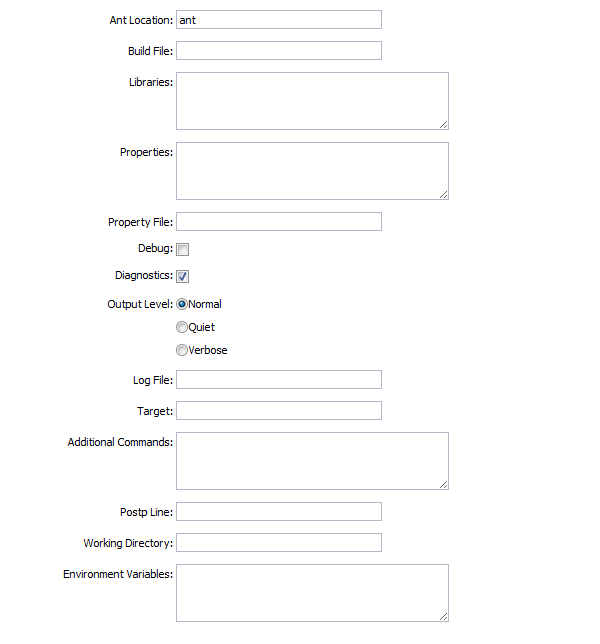 Ant Location: ant
Build File:
Libraries:
Properties:
Property File:
Debug:
Diagnostics:
Output Level: Normal
Quiet
Verbose
Log File:
Target:
Additional Commands:
Postp Line:
Working Directory:
Environment Variables: